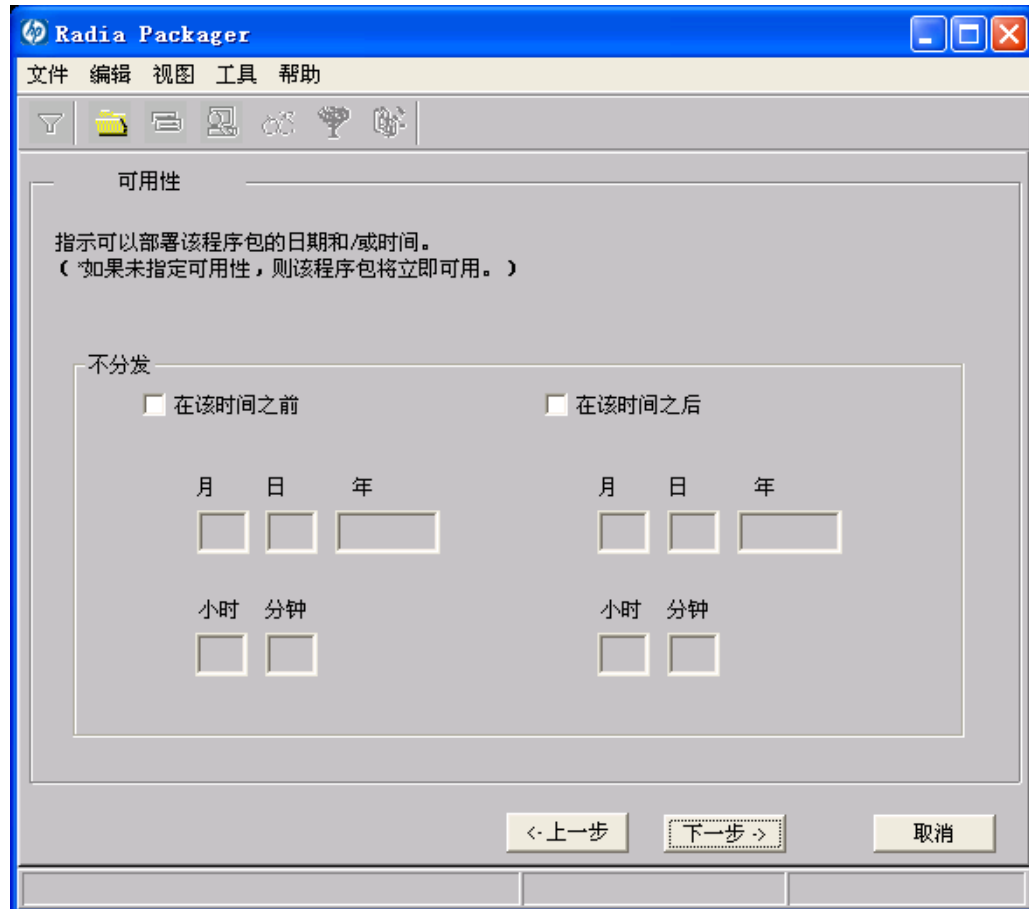 Radia Packager
文件 编辑 视图 工具 帮助
可用性
指示可以部署该程序包的日期和/或时间。
( *如果未指定可用性，则该程序包将立即可用。)
不分发
在该时间之前 在该时间之后
月 日 年 月 日 年
小时 分钟 小时 分钟
<- 上一步 下一步 -> 取消